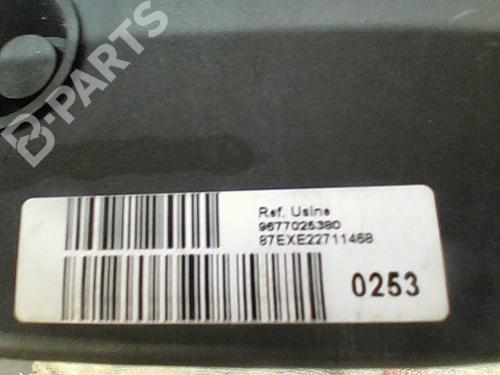 B-PARTS
Ref. Usine
9677025380
87EXE22711468
0253